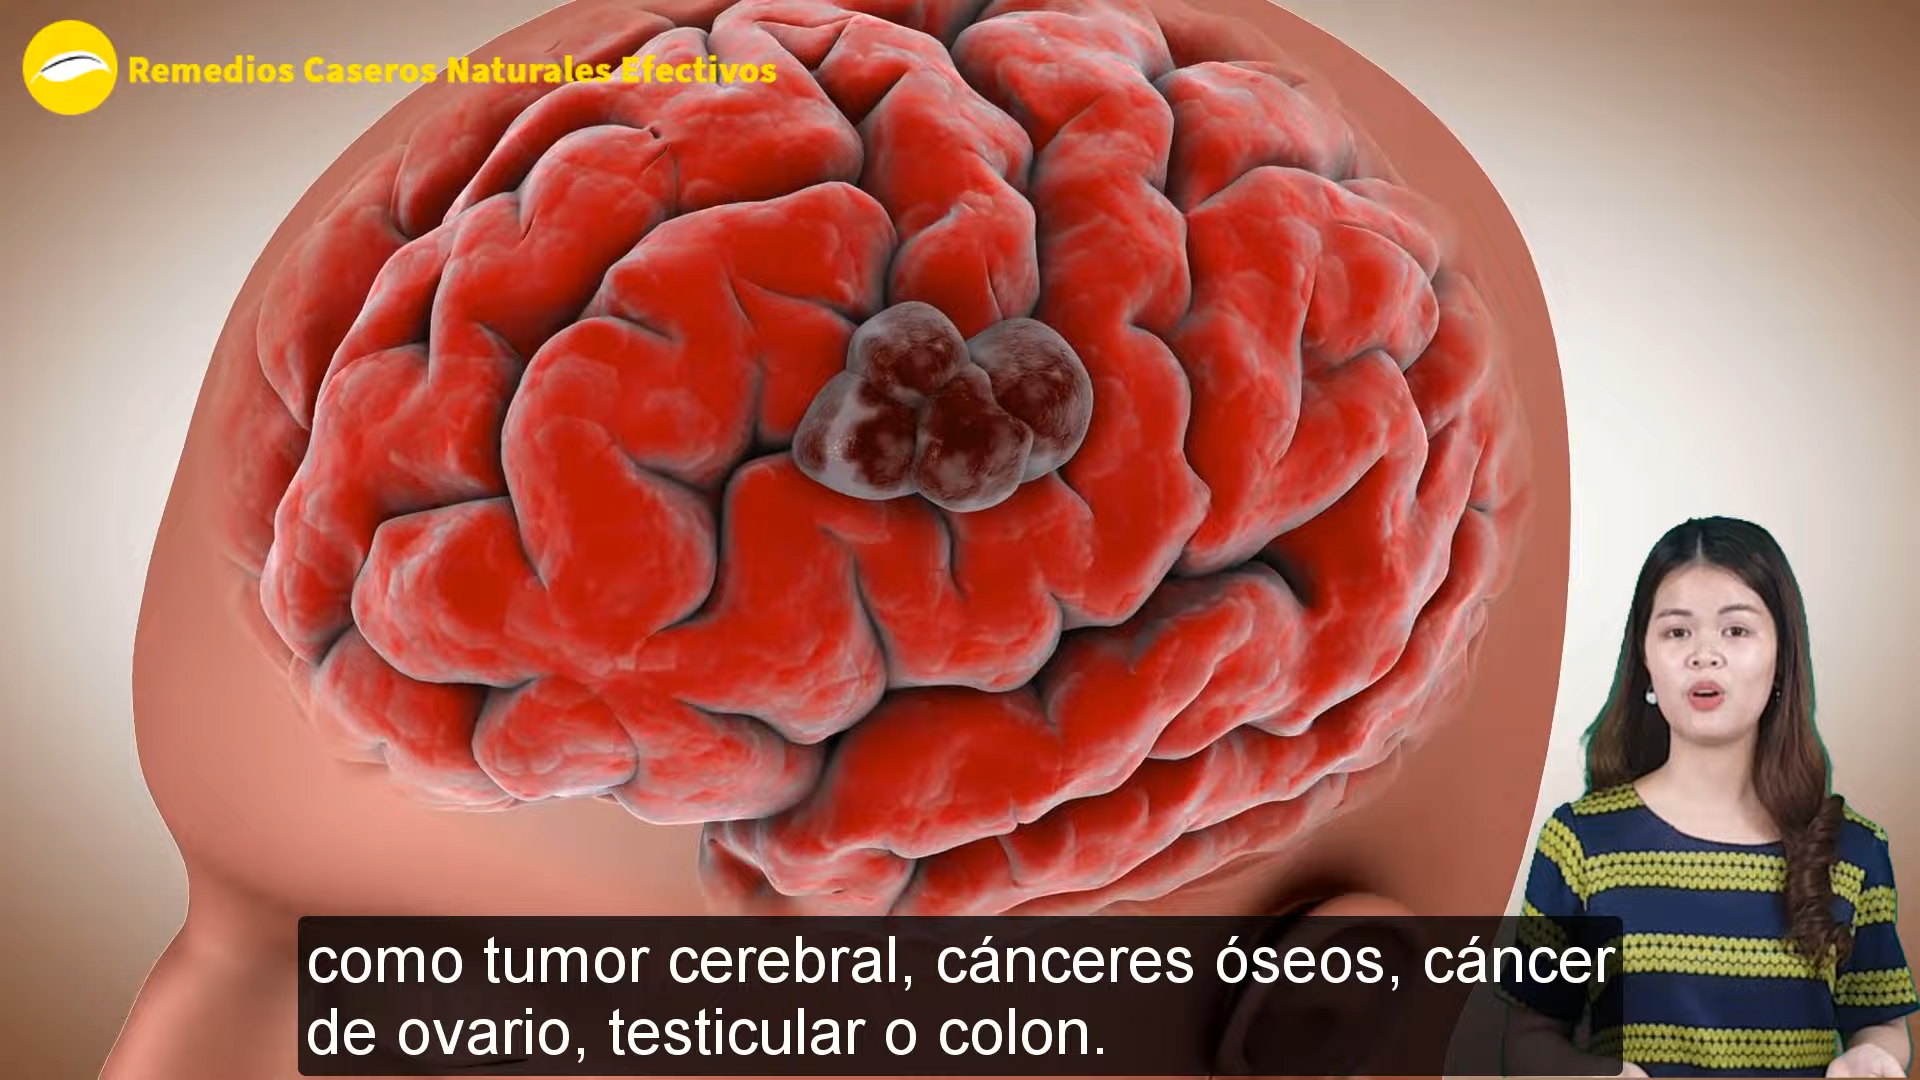 Remedios Caseros Naturales Efectivos
como tumor cerebral, cánceres óseos, cáncer
de ovario, testicular o colon.